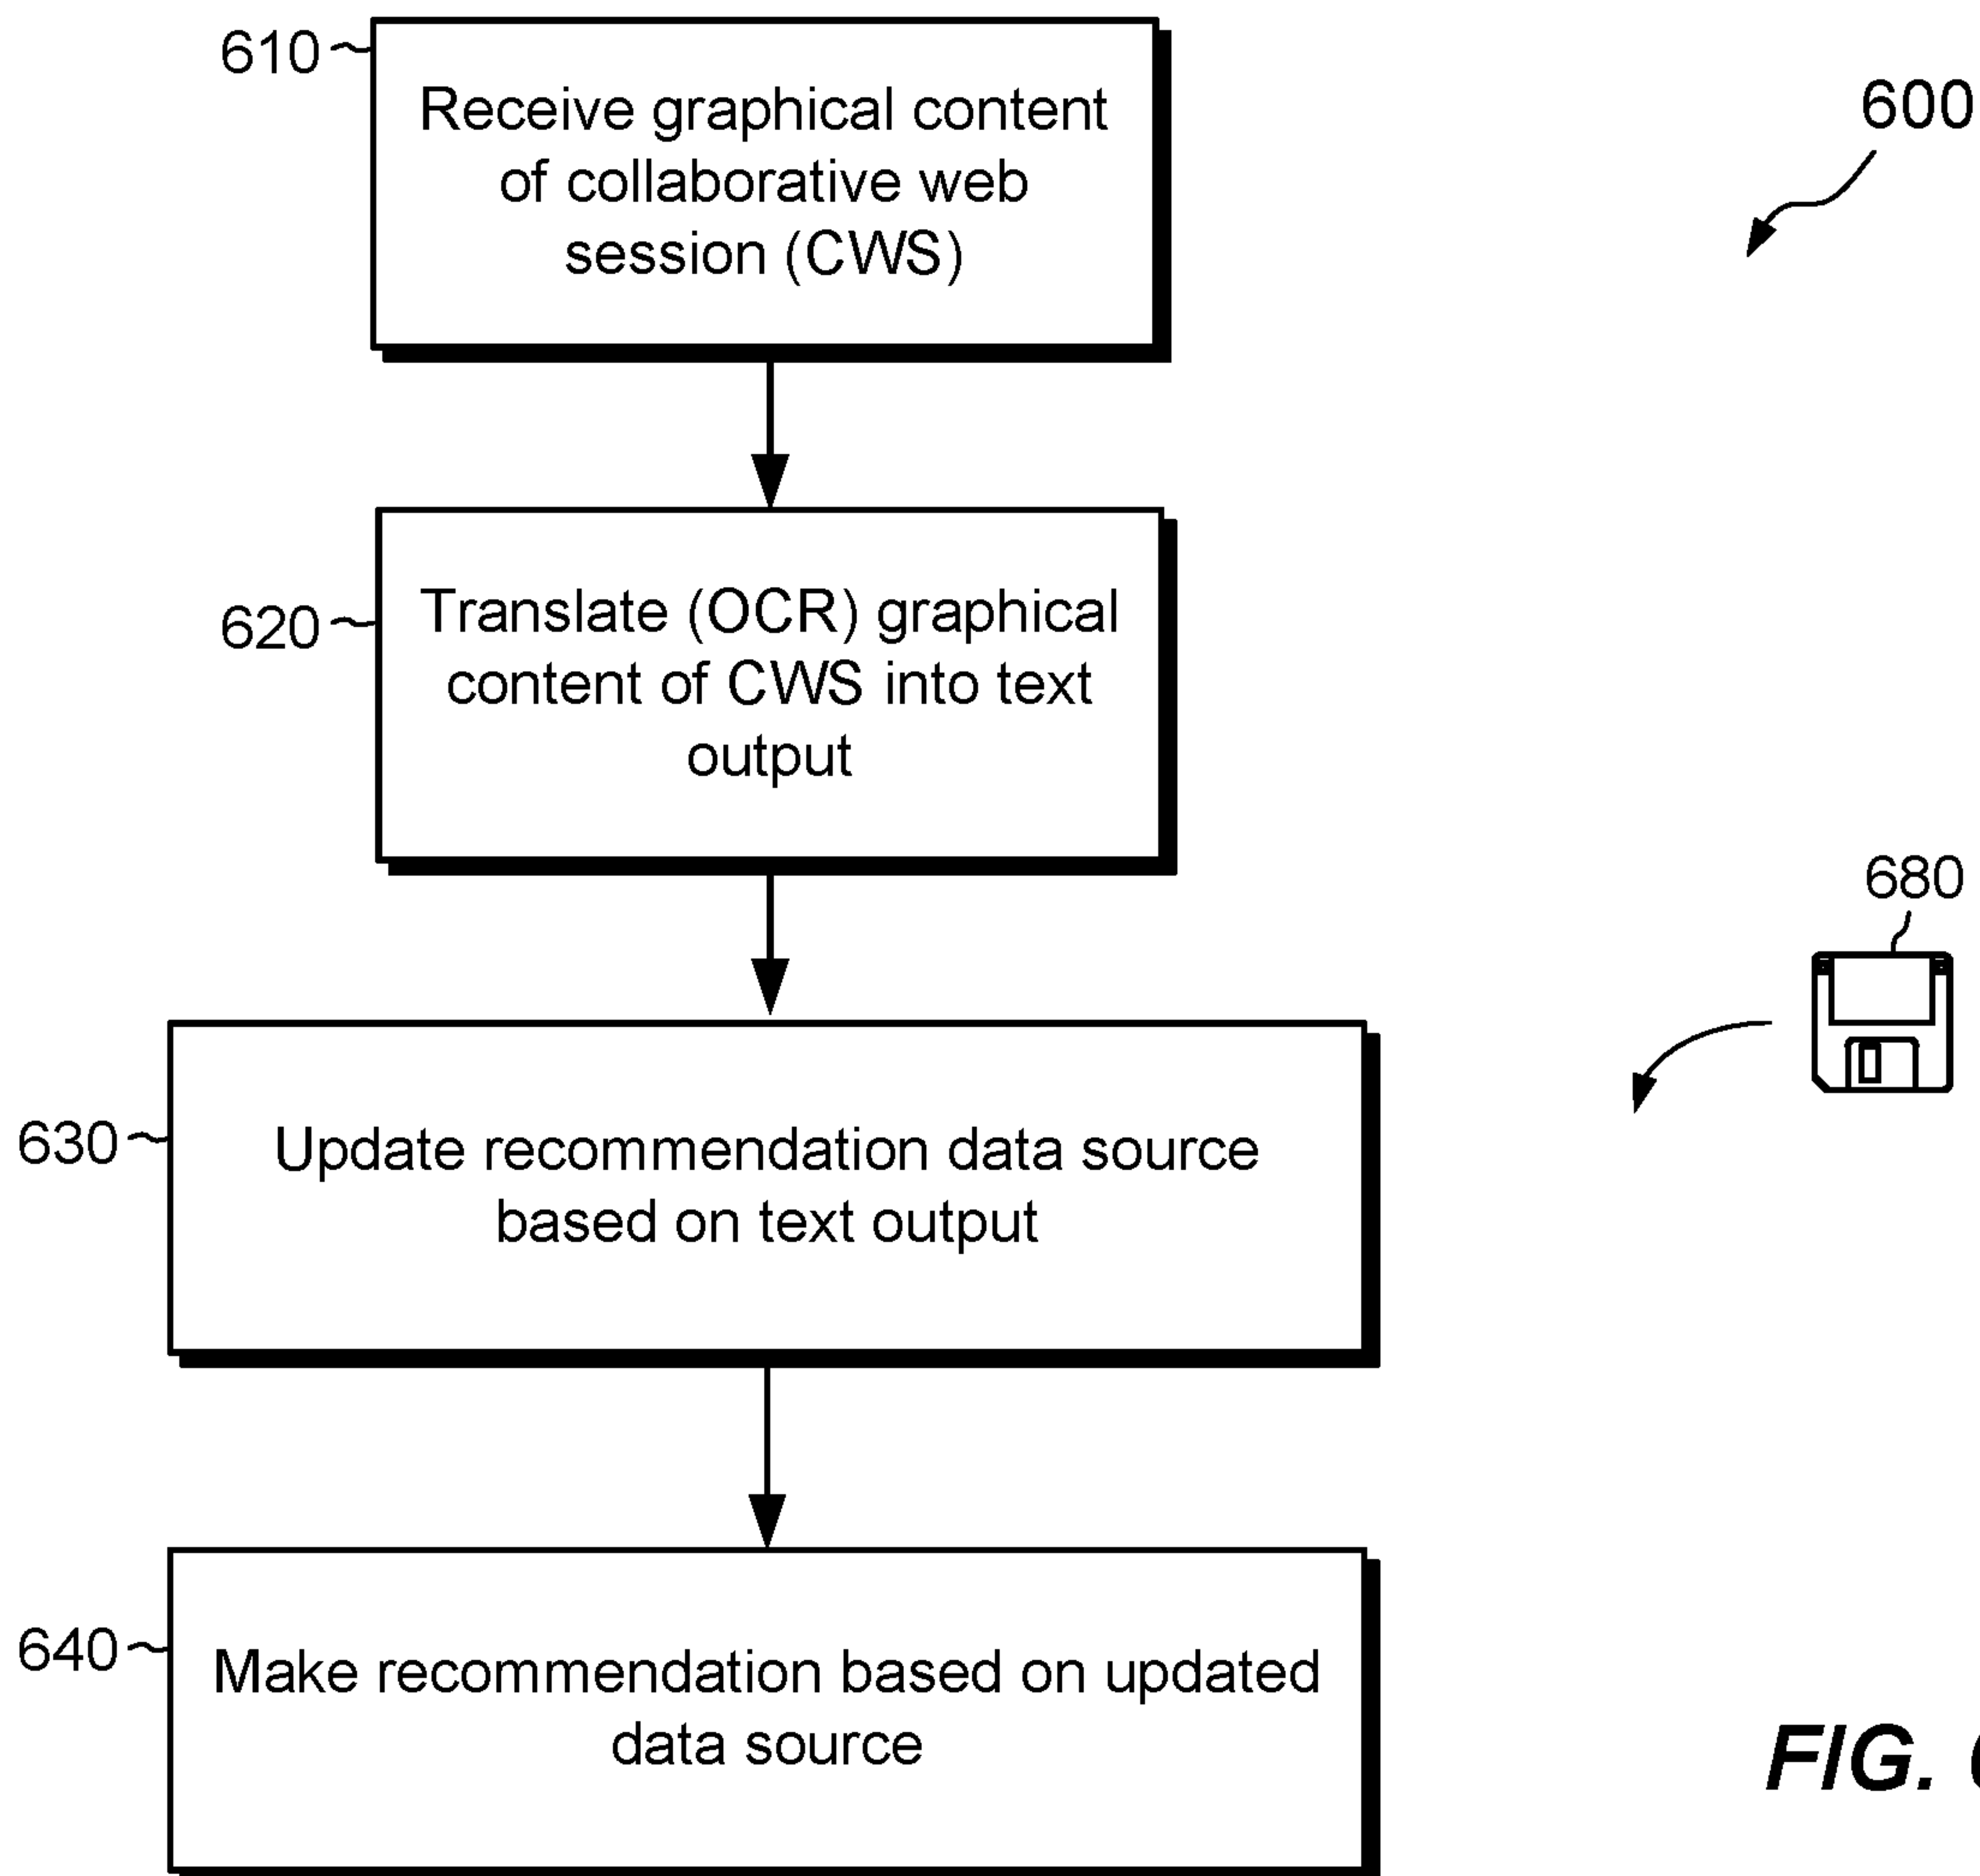 610
Receive graphical content
of collaborative web
session (CWS)
600
620
Translate (OCR) graphical
content of CWS into text
output
680
630
Update recommendation data source
based on text output
640
Make recommendation based on updated
data source
FIG.